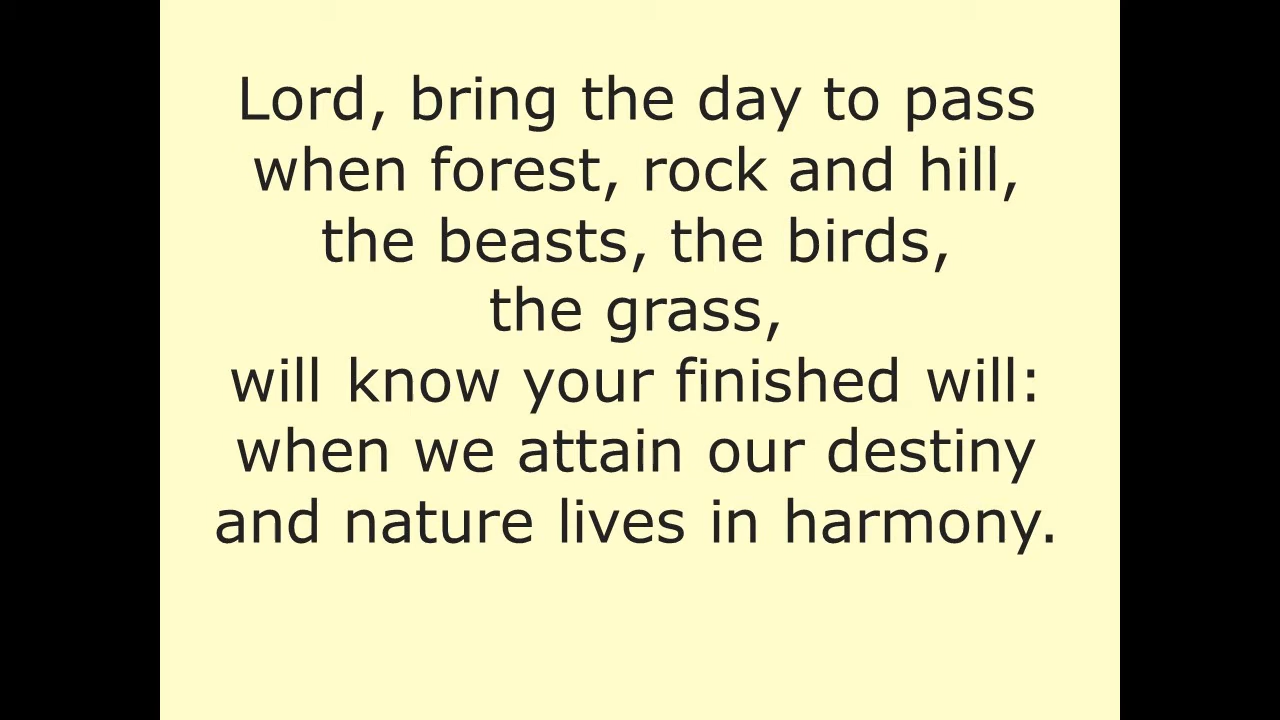 Lord, bring the day to pass
when forest, rock and hill,
the beasts, the birds,
the grass,
will know your finished will:
when we attain our destiny
and nature lives in harmony.